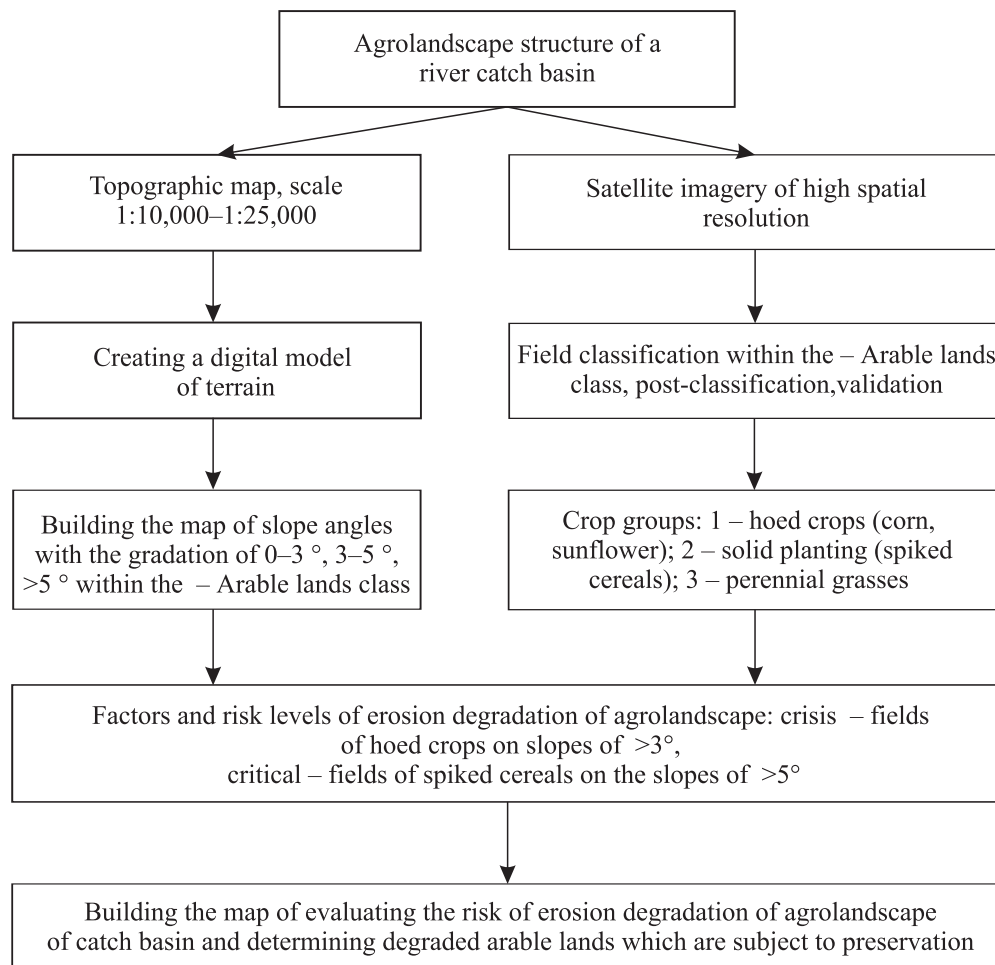 Agrolandscape structure of a
river catch basin
Topographic map, scale
1:10,000–1:25,000
Satellite imagery of high spatial
resolution
Creating a digital model
of terrain
Field classification within the – Arable lands
class, post-classification,validation
Building the map of slope angles
with the gradation of 0–3 °, 3–5 °,
>5 ° within the – Arable lands class
Crop groups: 1 – hoed crops (corn,
sunflower); 2 – solid planting (spiked
cereals); 3 – perennial grasses
Factors and risk levels of erosion degradation of agrolandscape: crisis – fields
of hoed crops on slopes of >3°,
critical – fields of spiked cereals on the slopes of >5°
Building the map of evaluating the risk of erosion degradation of agrolandscape
of catch basin and determining degraded arable lands which are subject to preservation